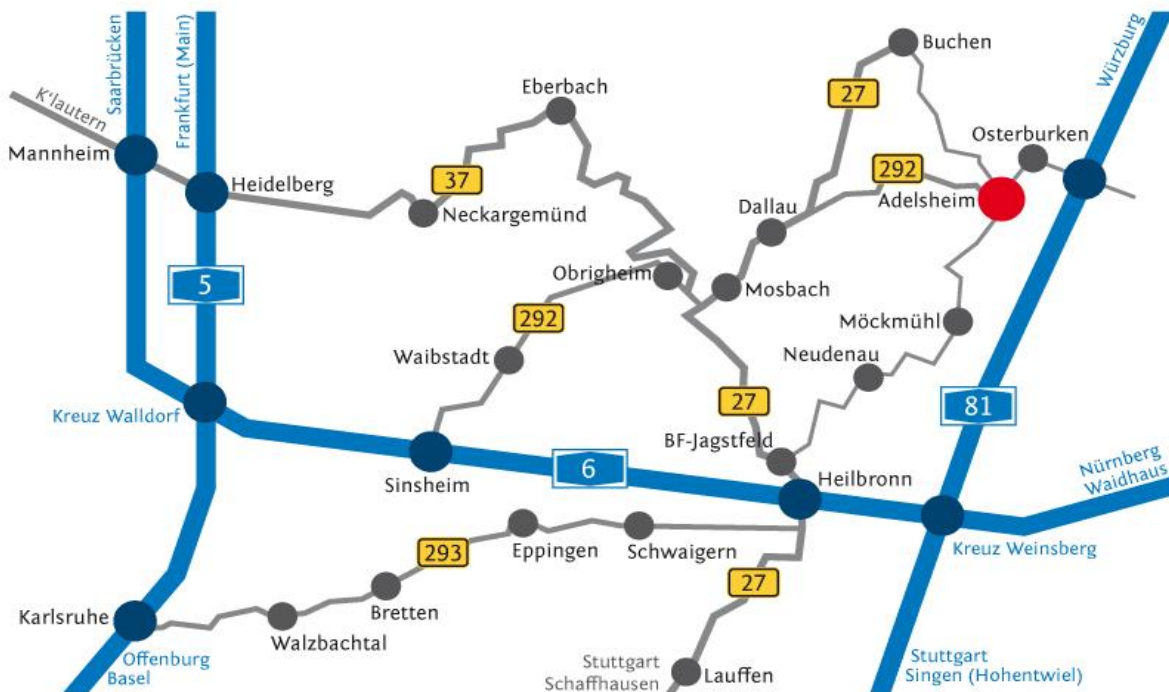 Saarbrücken
Frankfurt (Main)
K'lautern
Mannheim
Heidelberg
Eberbach
37
Neckargemünd
Buchen
27
Würzburg
Osterburken
292
Adelsheim
Dallau
Obrigheim
Mosbach
5
292
Möckmühl
Waibstadt
Neudenau
Kreuz Walldorf
27
81
BF-Jagstfeld
Sinsheim
6
Heilbronn
Nürnberg
Waidhaus
293
Eppingen
Schwaigern
Kreuz Weinsberg
27
Karlsruhe
Bretten
Walzbachtal
Offenburg
Basel
Stuttgart
Schaffhausen
Lauffen
Stuttgart
Singen (Hohentwiel)